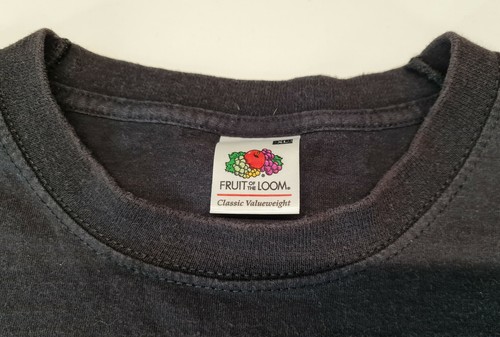 XL
FRUIT OF THE LOOM®
Classic Valueweight